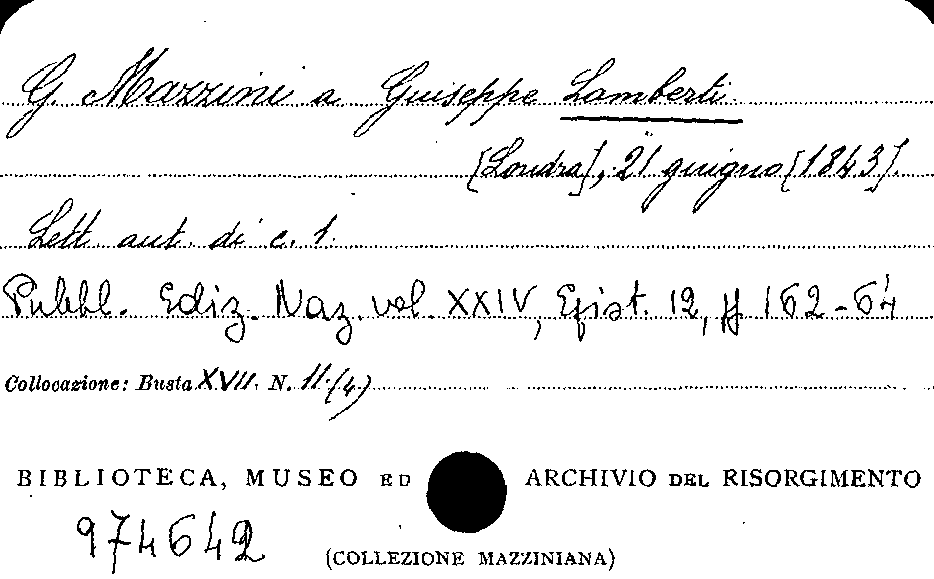 G. Mazzini a Giuseppe Lamberti.
[Londra], 21 giugno [1843].
Lett. aut. di c. 1.
Pubbl. Ediz. Naz. vol. XXIV, Epist. 12, pp 162-64
Collocazione: Busta XVII. N. 11.(4)
BIBLIOTECA, MUSEO ED ARCHIVIO DEL RISORGIMENTO
974642
(COLLEZIONE MAZZINIANA)